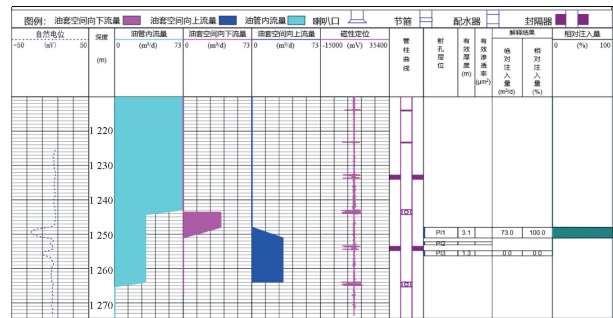 图例： 油套空间向下流量 油套空间向上流量 油管内流量 喇叭口 节箍 配水器 封隔器
自然电位
-50 (mV) 50
深度
(m)
油管内流量
0 (m³/d) 73
油套空间向下流量
0 (m³/d) 73
油套空间向上流量
0 (m³/d) 73
磁性定位
-15000 (mV) 35400
管柱曲线
射孔层位
有效厚度(m)
有效渗透率(μm²)
解释结果
绝对注入量(m³/d)
相对注入量(%)
相对注入量
0 (%) 100
1 220
1 230
1 240
1 250
1 260
1 270
PI1 3.1 73.0 100.0
PI2
PI3 1.3 0.0 0.0